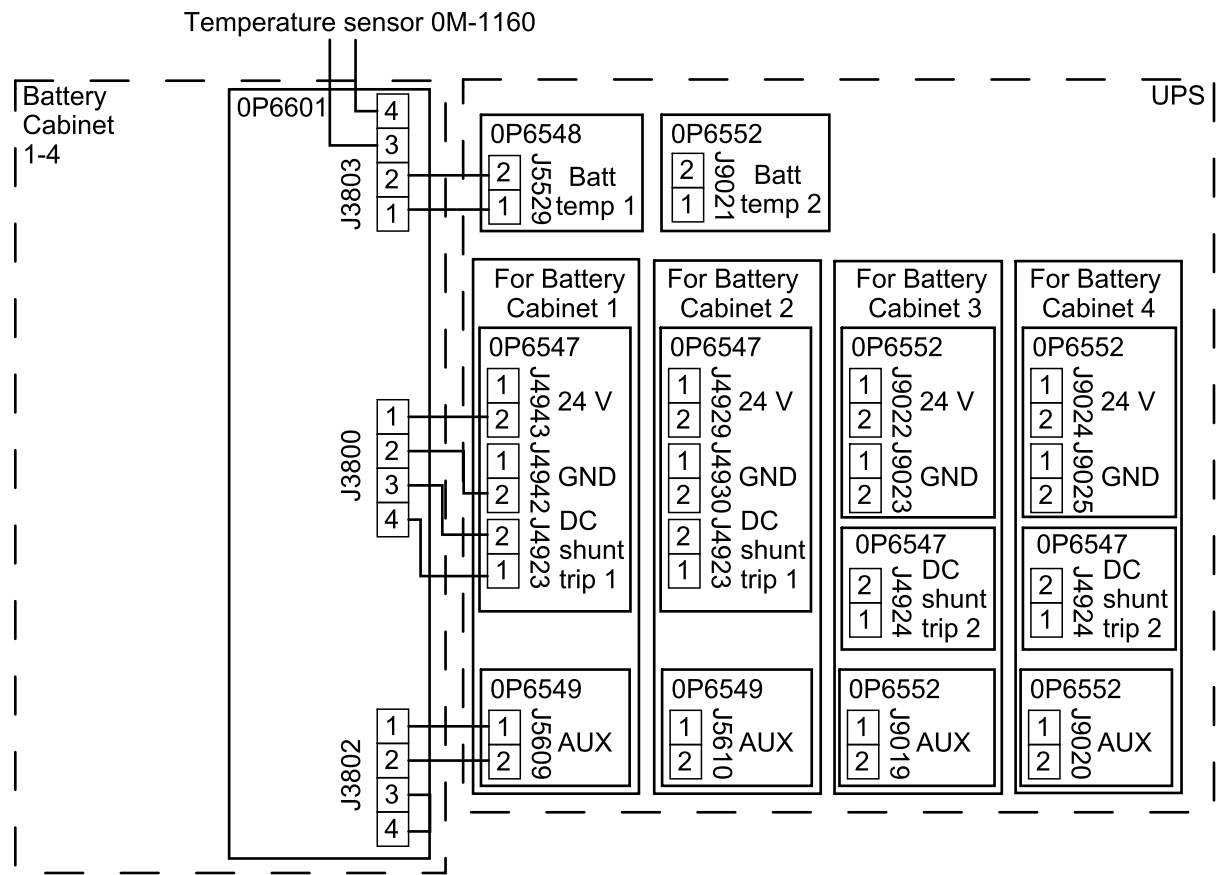 Temperature sensor 0M-1160
Battery
Cabinet
1-4
0P6601
4
3
2
1
J3803
1
2
3
4
J3800
1
2
3
4
J3802
UPS
0P6548
2
1
J5529
Batt
temp 1
0P6552
2
1
J9021
Batt
temp 2
For Battery
Cabinet 1
0P6547
1
2
J4943
24 V
1
2
J4942
GND
2
1
J4923
DC
shunt
trip 1
0P6549
1
2
J5609
AUX
For Battery
Cabinet 2
0P6547
1
2
J4929
24 V
1
2
J4930
GND
2
1
J4923
DC
shunt
trip 1
0P6549
1
2
J5610
AUX
For Battery
Cabinet 3
0P6552
1
2
J9022
24 V
1
2
J9023
GND
0P6547
2
1
J4924
DC
shunt
trip 2
0P6552
1
2
J9019
AUX
For Battery
Cabinet 4
0P6552
1
2
J9024
24 V
1
2
J9025
GND
0P6547
2
1
J4924
DC
shunt
trip 2
0P6552
1
2
J9020
AUX